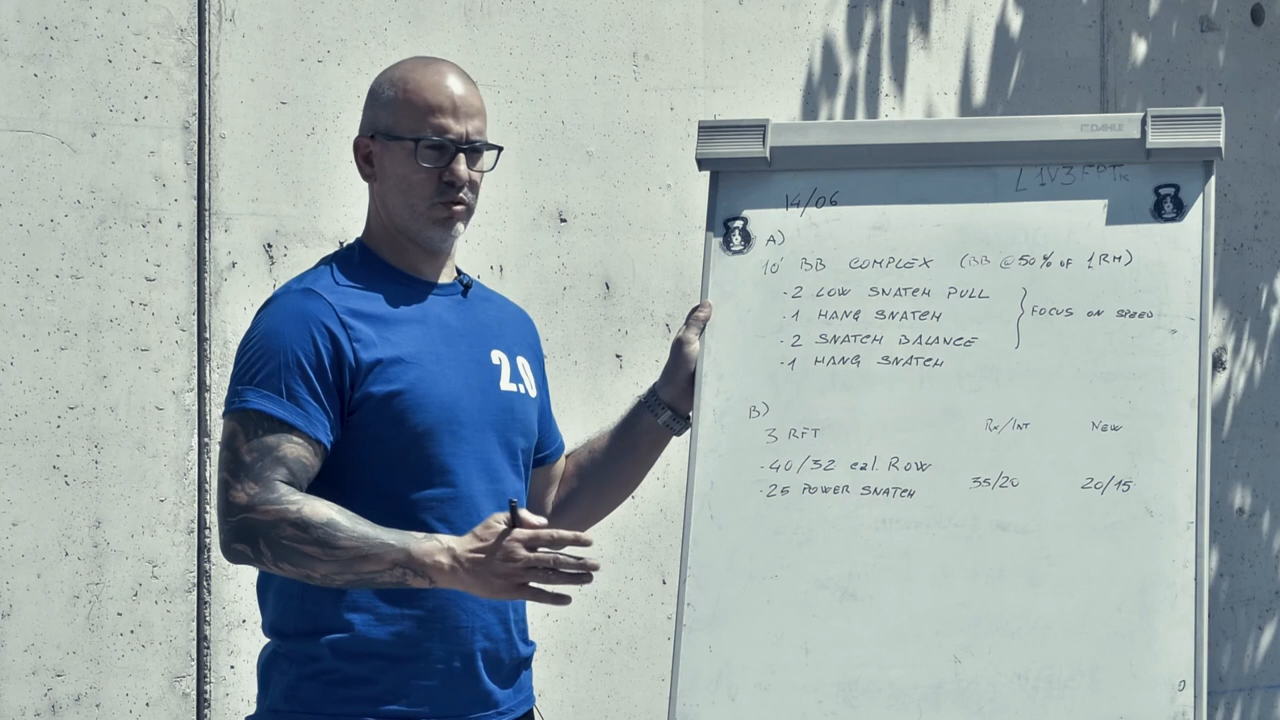 2.0
DAHLE
14/06
A)
10' BB COMPLEX (BB @50% OF 1RM)
·2 LOW SNATCH PULL
·1 HANG SNATCH
FOCUS ON SPEED
·2 SNATCH BALANCE
·1 HANG SNATCH
B)
3 RFT Rx/INT NEW
·40/32 cal. ROW
·25 POWER SNATCH 35/20 20/15